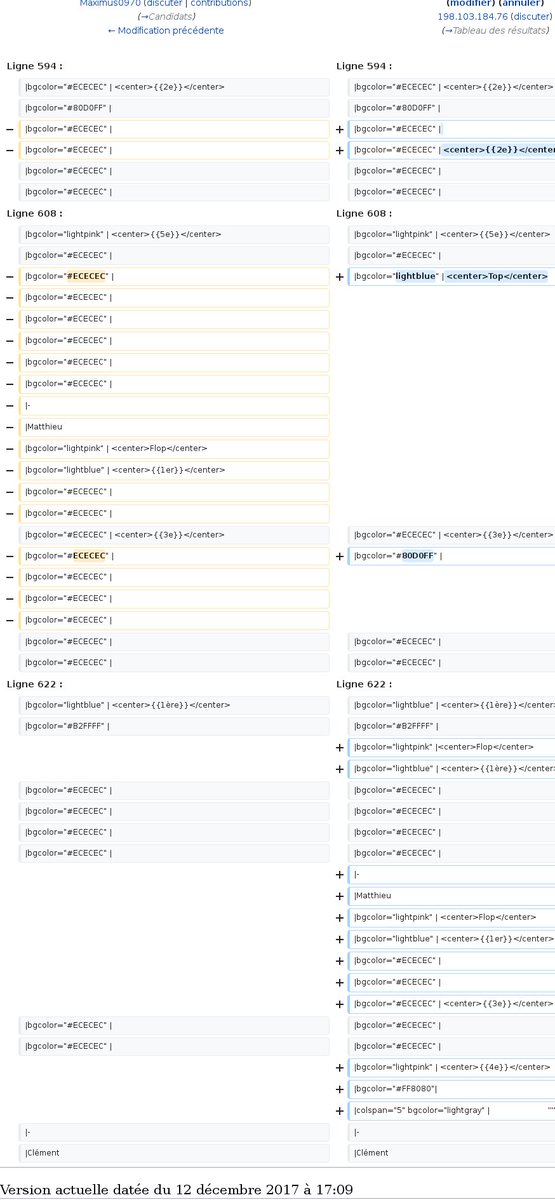 Maximus0970 (discuter | contributions)
(→Candidats)
← Modification précédente
(modifier) (annuler)
198.103.184.76 (discuter)
(→Tableau des résultats)
Ligne 594 : Ligne 594 :
|bgcolor="#ECECEC" | <center>{{2e}}</center> |bgcolor="#ECECEC" | <center>{{2e}}</center>
|bgcolor="#80D0FF" | |bgcolor="#80D0FF" |
− |bgcolor="#ECECEC" | + |bgcolor="#ECECEC" |
− |bgcolor="#ECECEC" | + |bgcolor="#ECECEC" | <center>{{2e}}</center
|bgcolor="#ECECEC" | |bgcolor="#ECECEC" |
|bgcolor="#ECECEC" | |bgcolor="#ECECEC" |
Ligne 608 : Ligne 608 :
|bgcolor="lightpink" | <center>{{5e}}</center> |bgcolor="lightpink" | <center>{{5e}}</center>
|bgcolor="#ECECEC" | |bgcolor="#ECECEC" |
− |bgcolor="#ECECEC" | + |bgcolor="lightblue" | <center>Top</center>
− |bgcolor="#ECECEC" |
− |bgcolor="#ECECEC" |
− |bgcolor="#ECECEC" |
− |bgcolor="#ECECEC" |
− |bgcolor="#ECECEC" |
− |-
− |Matthieu
− |bgcolor="lightpink" | <center>Flop</center>
− |bgcolor="lightblue" | <center>{{1er}}</center>
− |bgcolor="#ECECEC" |
− |bgcolor="#ECECEC" |
|bgcolor="#ECECEC" | <center>{{3e}}</center> |bgcolor="#ECECEC" | <center>{{3e}}</center>
− |bgcolor="#ECECEC" | + |bgcolor="#80D0FF" |
− |bgcolor="#ECECEC" |
− |bgcolor="#ECECEC" |
− |bgcolor="#ECECEC" |
|bgcolor="#ECECEC" | |bgcolor="#ECECEC" |
|bgcolor="#ECECEC" | |bgcolor="#ECECEC" |
Ligne 622 : Ligne 622 :
|bgcolor="lightblue" | <center>{{1ère}}</center> |bgcolor="lightblue" | <center>{{1ère}}</center>
|bgcolor="#B2FFFF" | |bgcolor="#B2FFFF" |
+ |bgcolor="lightpink" |<center>Flop</center>
+ |bgcolor="lightblue" | <center>{{1ère}}</center>
|bgcolor="#ECECEC" | |bgcolor="#ECECEC" |
|bgcolor="#ECECEC" | |bgcolor="#ECECEC" |
|bgcolor="#ECECEC" | |bgcolor="#ECECEC" |
|bgcolor="#ECECEC" | |bgcolor="#ECECEC" |
+ |-
+ |Matthieu
+ |bgcolor="lightpink" | <center>Flop</center>
+ |bgcolor="lightblue" | <center>{{1er}}</center>
+ |bgcolor="#ECECEC" |
+ |bgcolor="#ECECEC" |
+ |bgcolor="#ECECEC" | <center>{{3e}}</center>
|bgcolor="#ECECEC" | |bgcolor="#ECECEC" |
|bgcolor="#ECECEC" | |bgcolor="#ECECEC" |
+ |bgcolor="lightpink" | <center>{{4e}}</center>
+ |bgcolor="#FF8080"|
+ |colspan="5" bgcolor="lightgray" |
|- |-
|Clément |Clément
Version actuelle datée du 12 décembre 2017 à 17:09